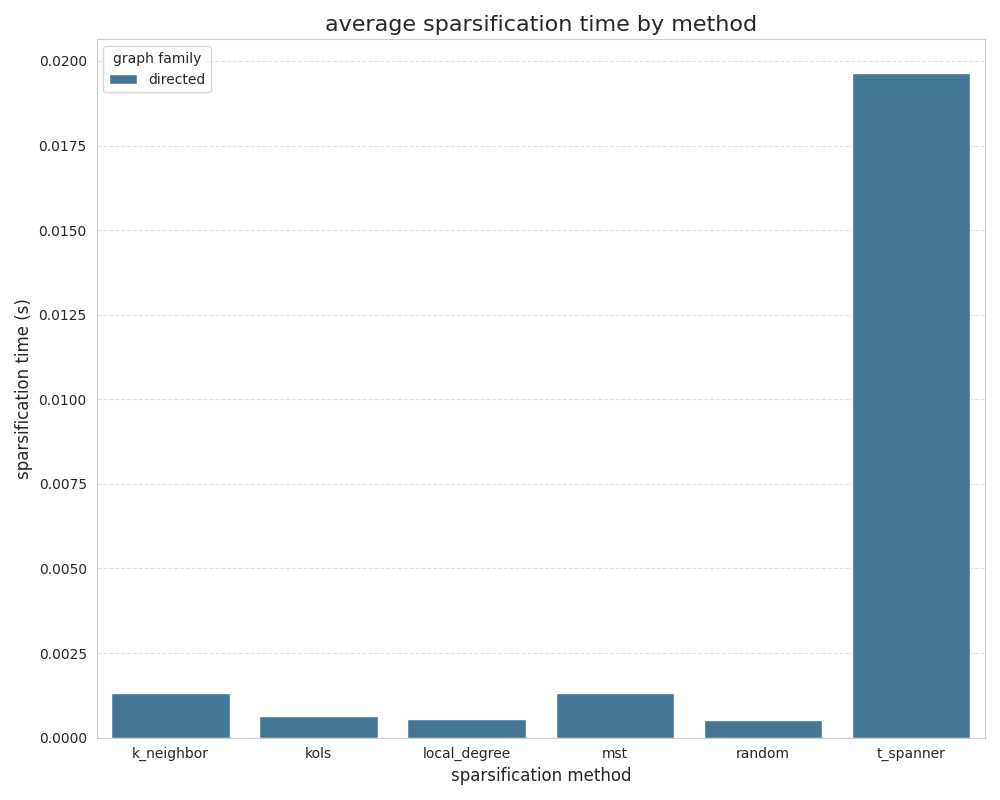 average sparsification time by method
graph family
directed
0.0200
0.0175
0.0150
0.0125
0.0100
0.0075
0.0050
0.0025
0.0000
sparsification time (s)
k_neighbor kols local_degree mst random t_spanner
sparsification method